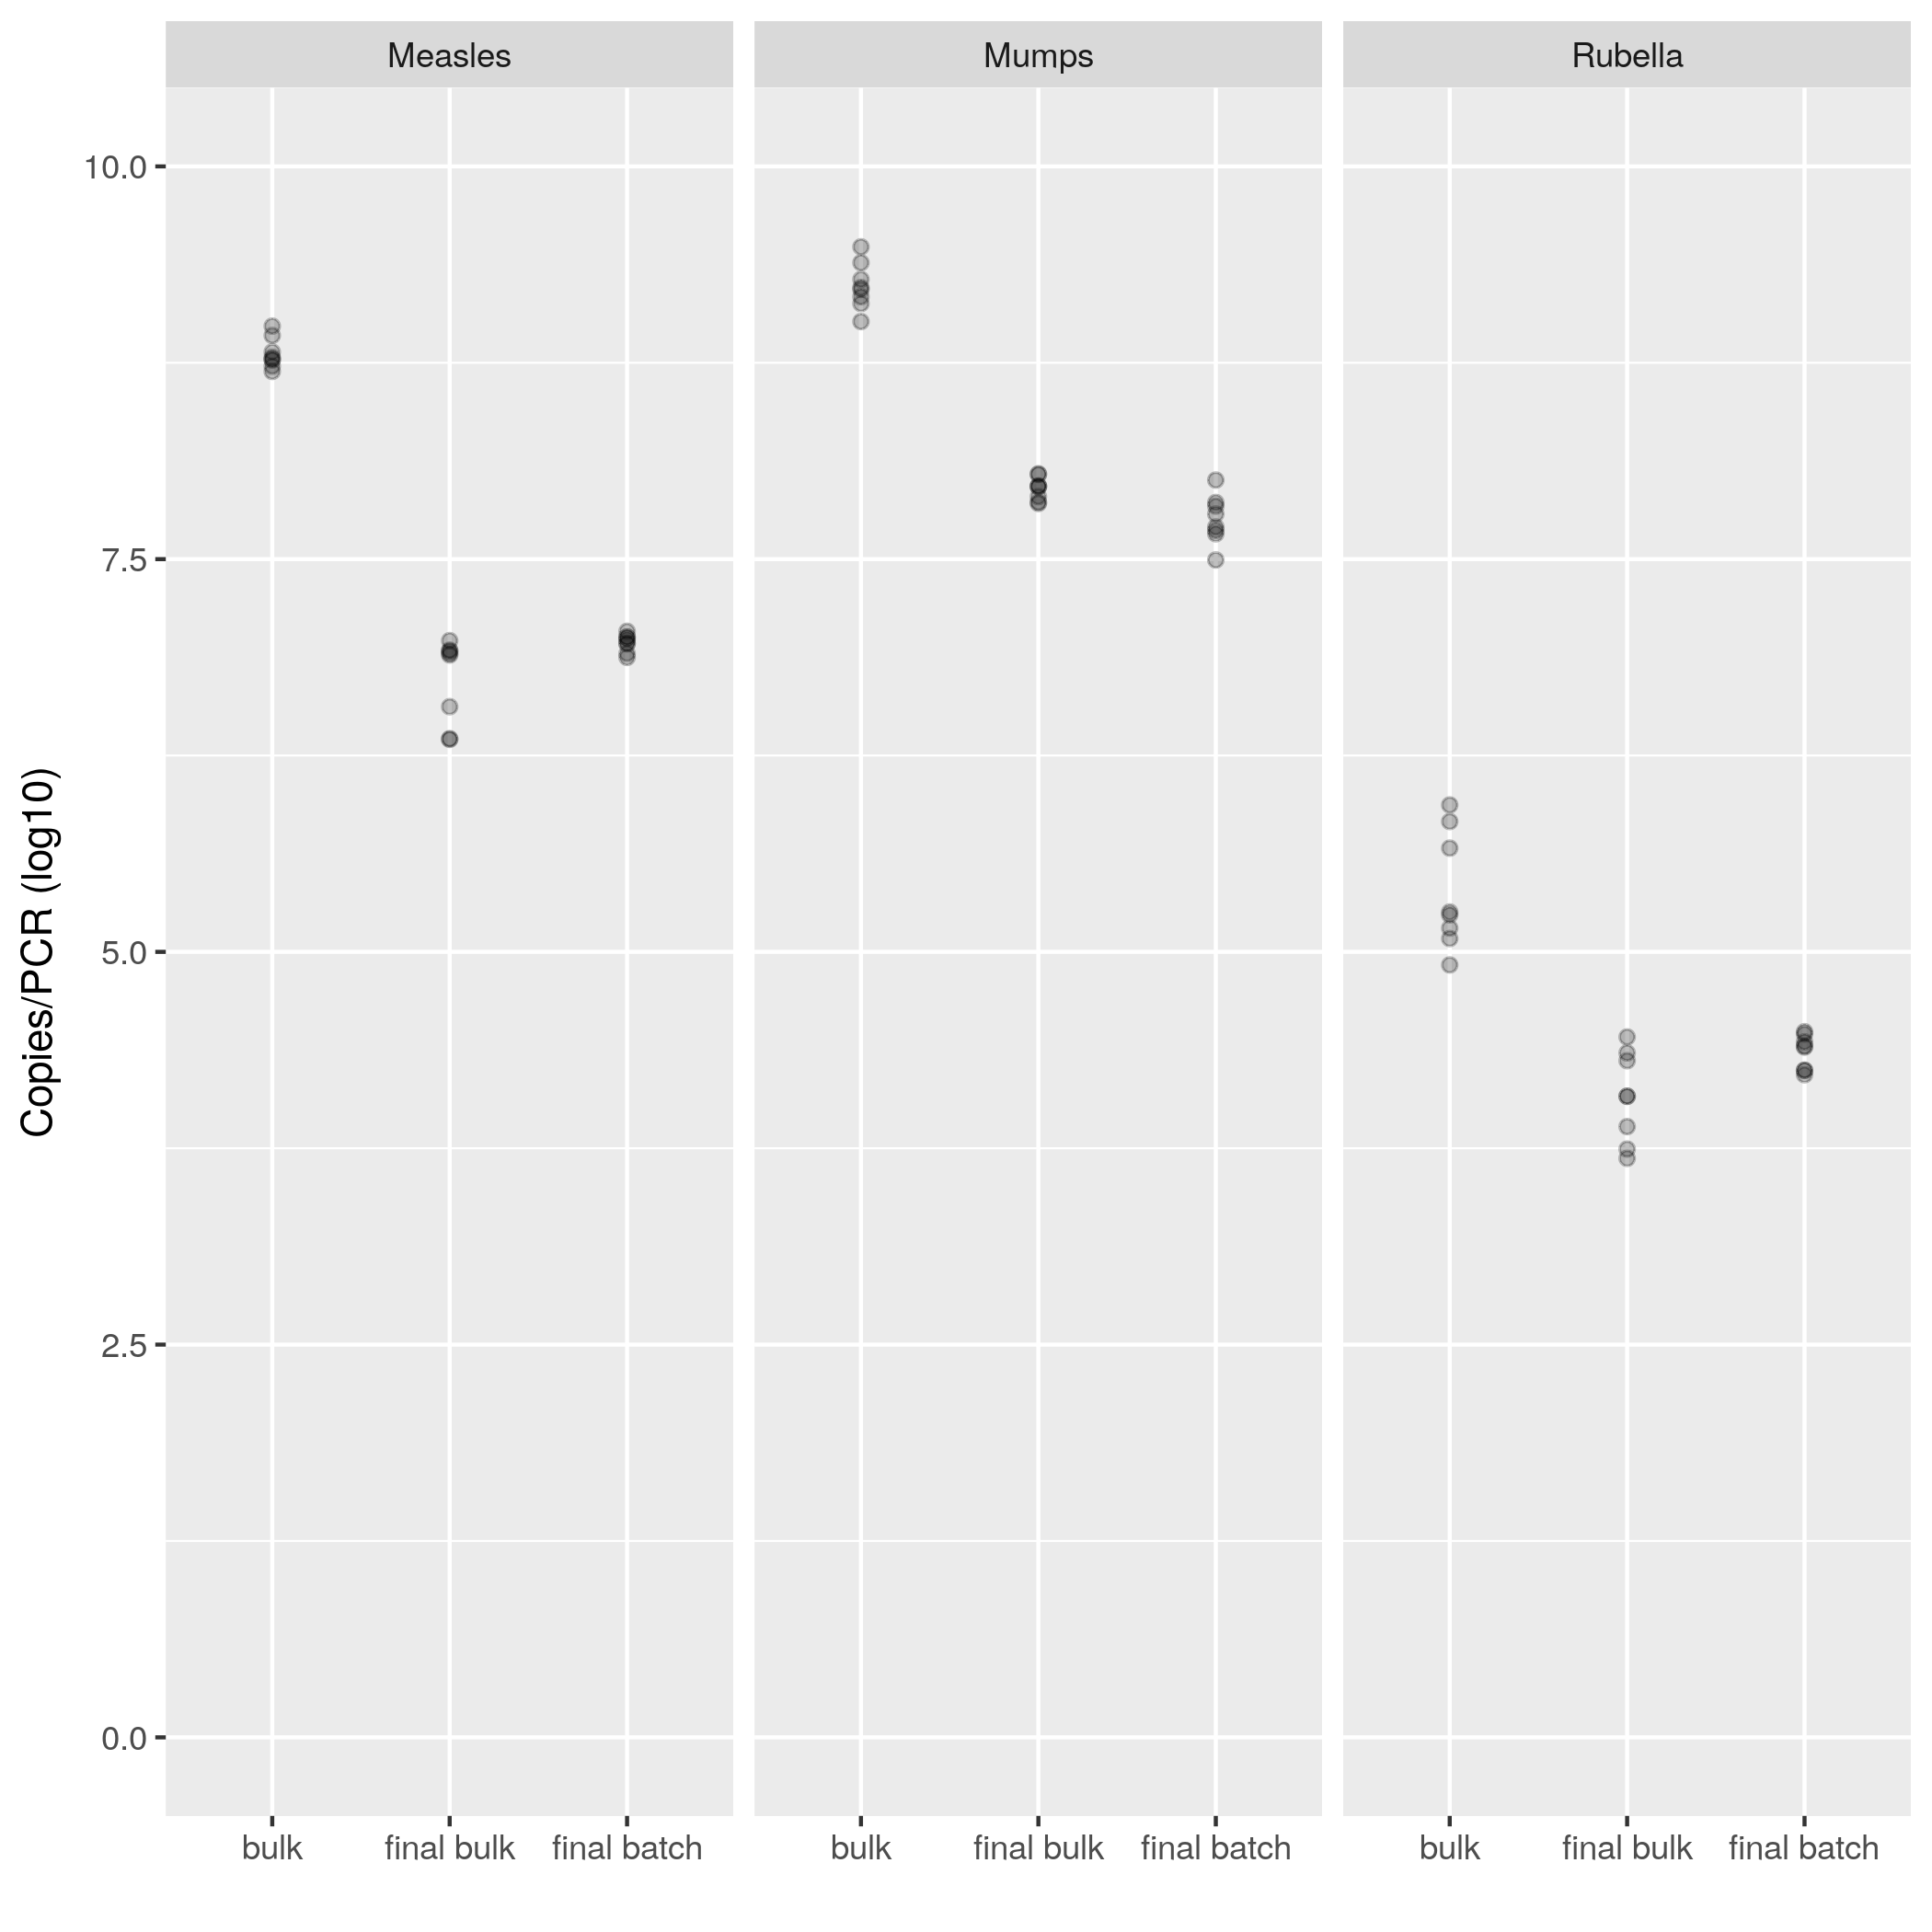 Measles Mumps Rubella
10.0
7.5
5.0
2.5
0.0
Copies/PCR (log10)
bulk final bulk final batch bulk final bulk final batch bulk final bulk final batch